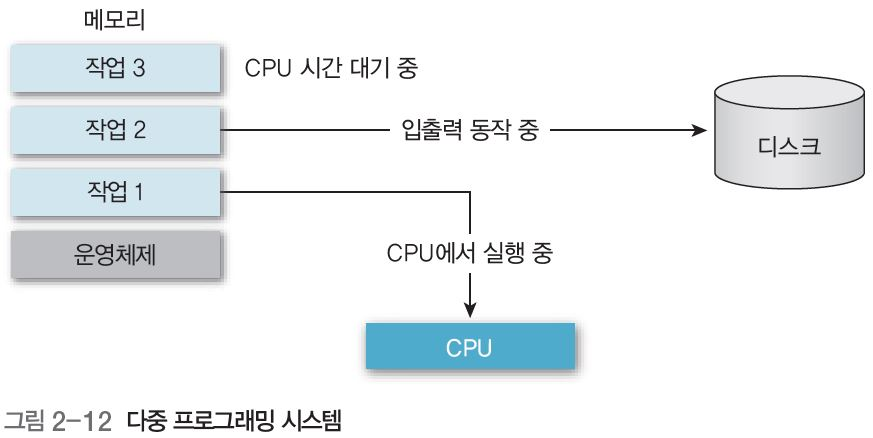 메모리
작업 3
CPU 시간 대기 중
작업 2
입출력 동작 중
디스크
작업 1
운영체제
CPU에서 실행 중
CPU
그림 2-12 다중 프로그래밍 시스템